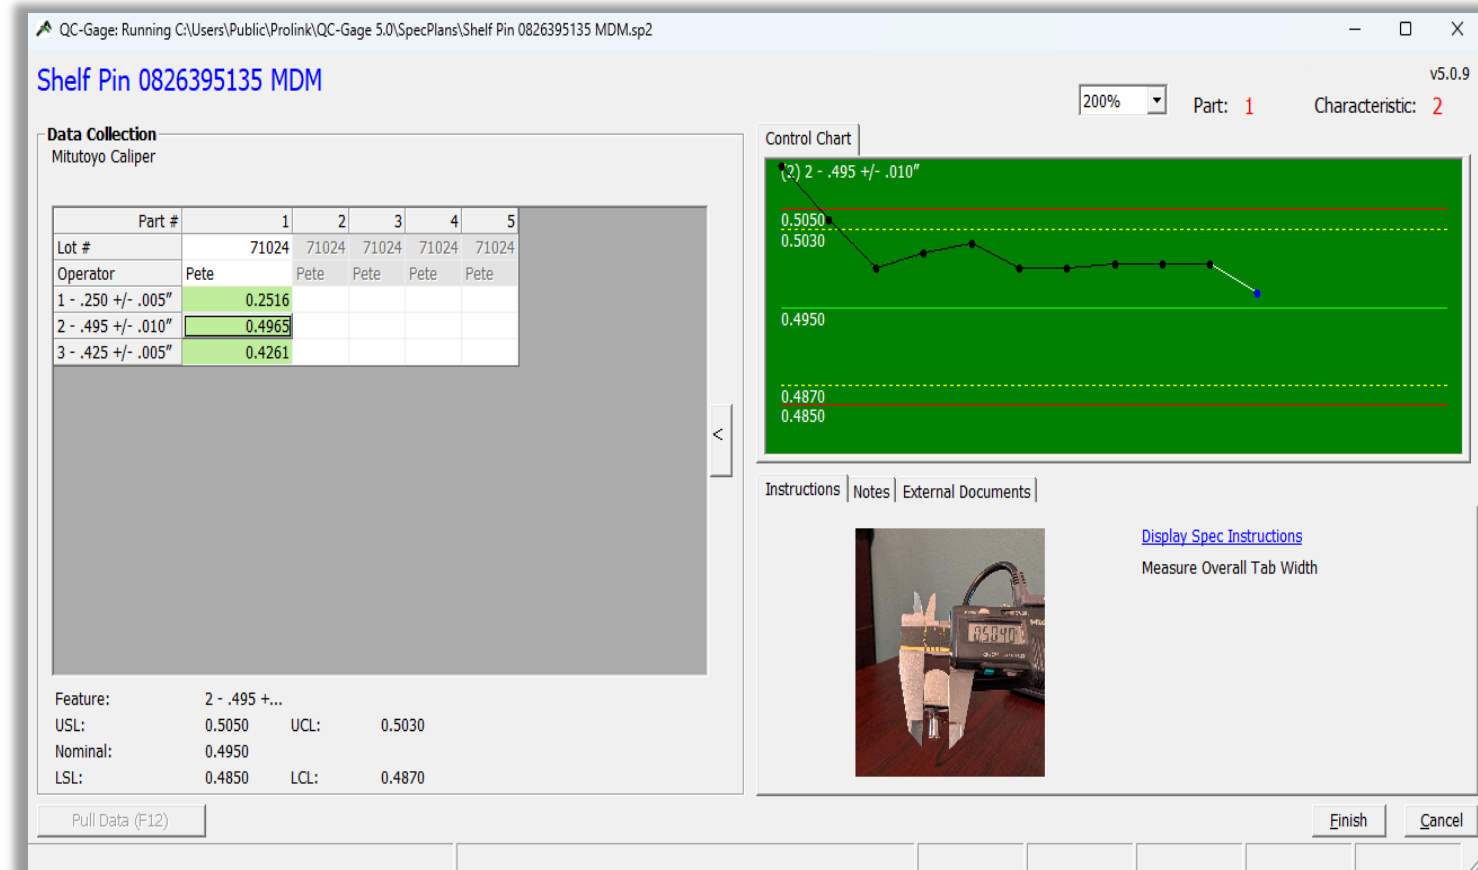 QC-Gage: Running C:\Users\Public\Prolink\QC-Gage 5.0\SpecPlans\Shelf Pin 0826395135 MDM.sp2
Shelf Pin 0826395135 MDM
v5.0.9
200% Part: 1 Characteristic: 2
Data Collection
Mitutoyo Caliper
Part # 1 2 3 4 5
Lot # 71024 71024 71024 71024 71024
Operator Pete Pete Pete Pete Pete
1 - .250 +/- .005" 0.2516
2 - .495 +/- .010" 0.4965
3 - .425 +/- .005" 0.4261
<
Feature: 2 - .495 +...
USL: 0.5050 UCL: 0.5030
Nominal: 0.4950
LSL: 0.4850 LCL: 0.4870
Pull Data (F12)
Control Chart
(2) 2 - .495 +/- .010"
0.5050
0.5030
0.4950
0.4870
0.4850
Instructions Notes External Documents
Display Spec Instructions
Measure Overall Tab Width
0.5040
Finish Cancel